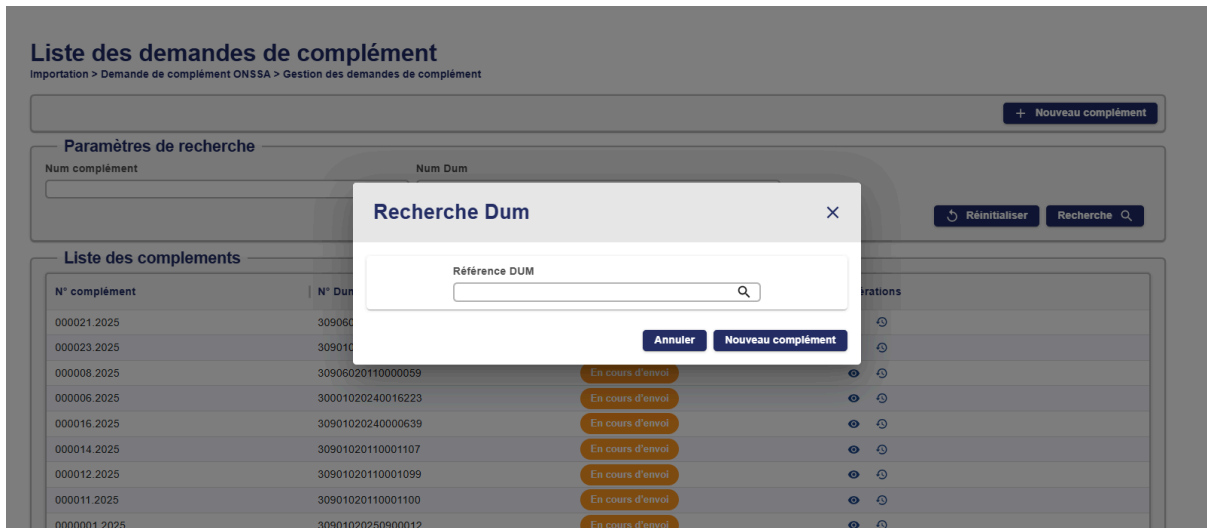 Liste des demandes de complément
Importation > Demande de complément ONSSA > Gestion des demandes de complément
+ Nouveau complément
Paramètres de recherche
Num complément Num Dum
Recherche Dum
Réinitialiser Recherche
Liste des complements
Référence DUM
N° complément N° Dum érations
000021.2025 30906
000023.2025 30901
Annuler Nouveau complément
000008.2025 30906020110000059 En cours d'envoi
000006.2025 30001020240016223 En cours d'envoi
000016.2025 30901020240000639 En cours d'envoi
000014.2025 30901020110001107 En cours d'envoi
000012.2025 30901020110001099 En cours d'envoi
000011.2025 30901020110001100 En cours d'envoi
0000001.2025 30901020250900012 En cours d'envoi